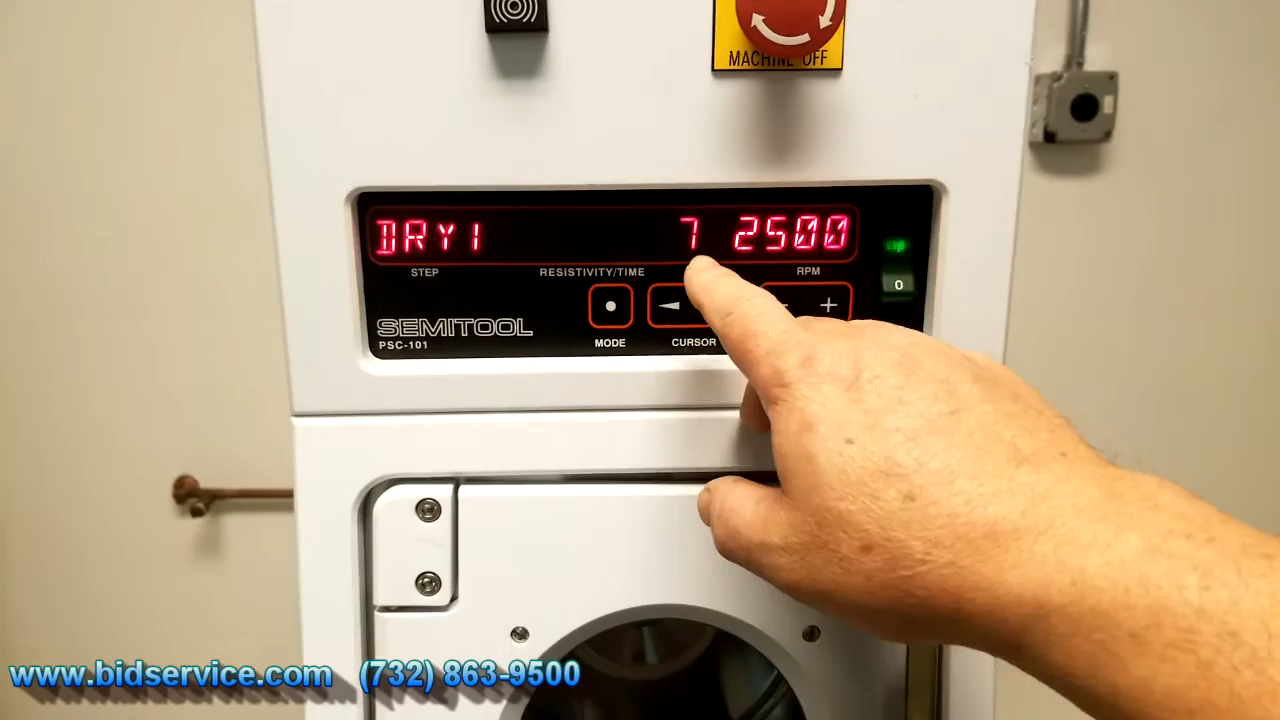 MACHINE OFF
DRY1 7 2500
STEP RESISTIVITY/TIME RPM
- +
SEMITOOL
PSC-101
MODE CURSOR
0
www.bidservice.com (732) 863-9500